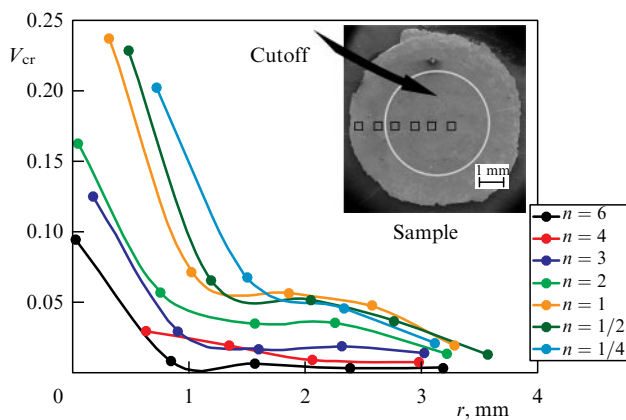 0.25
V_cr
0.20
0.15
0.10
0.05
0
1
2
3
4
r, mm
Cutoff
1 mm
Sample
n = 6
n = 4
n = 3
n = 2
n = 1
n = 1/2
n = 1/4